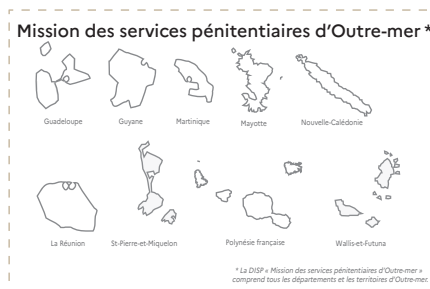 Mission des services pénitentiaires d'Outre-mer *
Guadeloupe
Guyane
Martinique
Mayotte
Nouvelle-Calédonie
La Réunion
St-Pierre-et-Miquelon
Polynésie française
Wallis-et-Futuna
* La DISP « Mission des services pénitentiaires d'Outre-mer »
comprend tous les départements et les territoires d'Outre-mer.